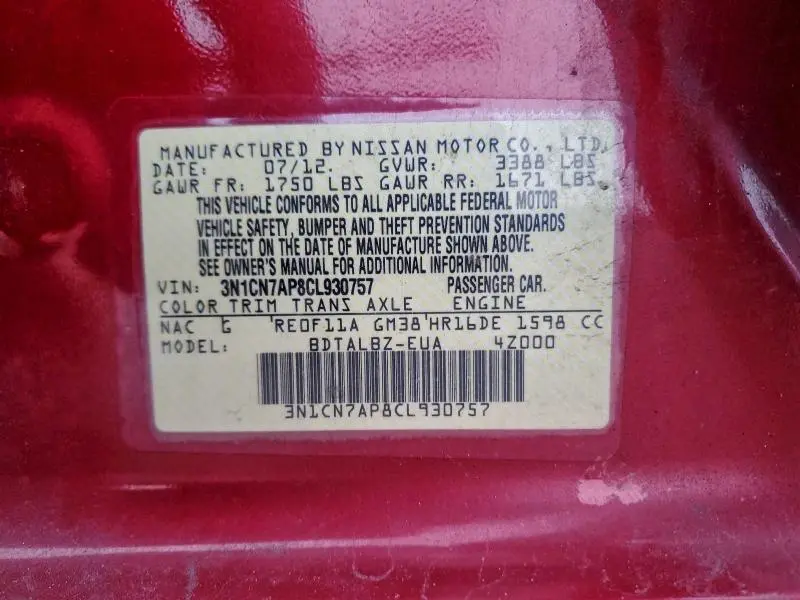 MANUFACTURED BY NISSAN MOTOR CO., LTD.
DATE: 07/12. GVWR: 3388 LBS
GAWR FR: 1750 LBS GAWR RR: 1671 LBS
THIS VEHICLE CONFORMS TO ALL APPLICABLE FEDERAL MOTOR
VEHICLE SAFETY, BUMPER AND THEFT PREVENTION STANDARDS
IN EFFECT ON THE DATE OF MANUFACTURE SHOWN ABOVE.
SEE OWNER'S MANUAL FOR ADDITIONAL INFORMATION.
VIN: 3N1CN7AP8CL930757 PASSENGER CAR.
COLOR TRIM TRANS AXLE ENGINE
NAC G RE0F11A GM38 HR16DE 1598 CC
MODEL: BDTALBZ-EUA 4Z000
3N1CN7AP8CL930757